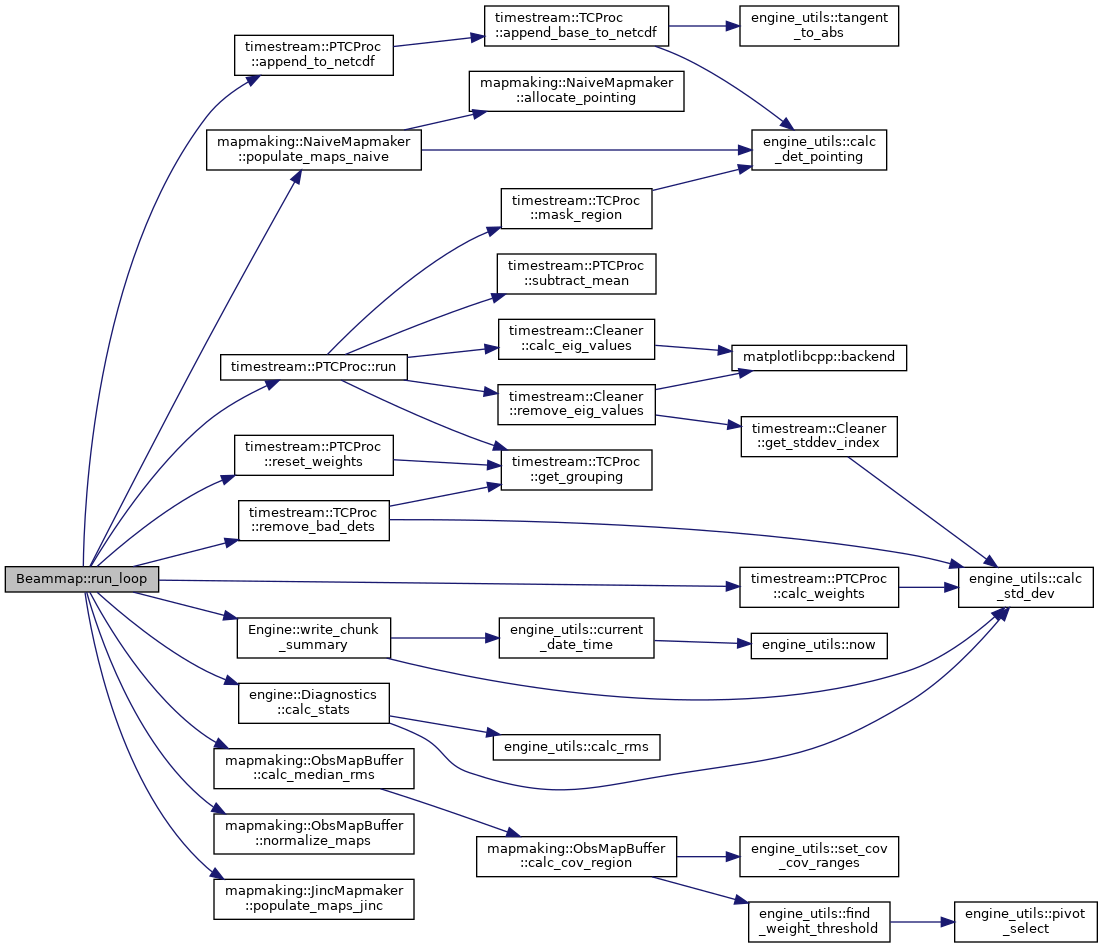 Beammap::run_loop
timestream::PTCProc
::append_to_netcdf
mapmaking::NaiveMapmaker
::populate_maps_naive
timestream::PTCProc::run
timestream::PTCProc
::reset_weights
timestream::TCProc
::remove_bad_dets
Engine::write_chunk
_summary
engine::Diagnostics
::calc_stats
mapmaking::ObsMapBuffer
::calc_median_rms
mapmaking::ObsMapBuffer
::normalize_maps
mapmaking::JincMapmaker
::populate_maps_jinc
timestream::TCProc
::append_base_to_netcdf
mapmaking::NaiveMapmaker
::allocate_pointing
timestream::TCProc
::mask_region
timestream::PTCProc
::subtract_mean
timestream::Cleaner
::calc_eig_values
timestream::Cleaner
::remove_eig_values
timestream::TCProc
::get_grouping
engine_utils::current
_date_time
engine_utils::calc_rms
mapmaking::ObsMapBuffer
::calc_cov_region
engine_utils::tangent
_to_abs
engine_utils::calc
_det_pointing
matplotlibcpp::backend
timestream::Cleaner
::get_stddev_index
timestream::PTCProc
::calc_weights
engine_utils::now
engine_utils::set_cov
_cov_ranges
engine_utils::find
_weight_threshold
engine_utils::calc
_std_dev
engine_utils::pivot
_select